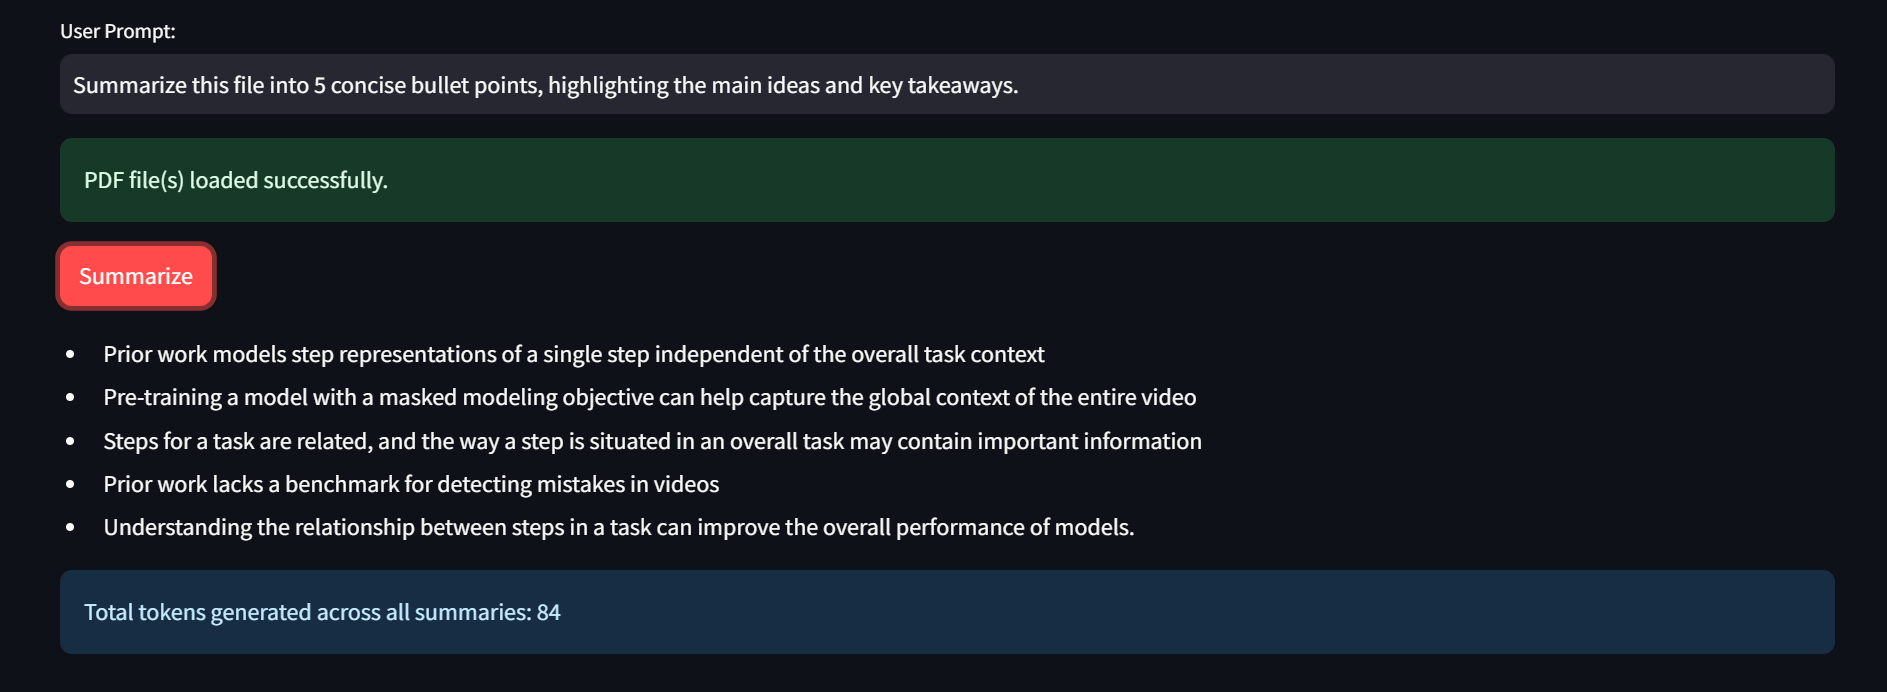 User Prompt:
Summarize this file into 5 concise bullet points, highlighting the main ideas and key takeaways.
PDF file(s) loaded successfully.
Summarize
• Prior work models step representations of a single step independent of the overall task context
• Pre-training a model with a masked modeling objective can help capture the global context of the entire video
• Steps for a task are related, and the way a step is situated in an overall task may contain important information
• Prior work lacks a benchmark for detecting mistakes in videos
• Understanding the relationship between steps in a task can improve the overall performance of models.
Total tokens generated across all summaries: 84